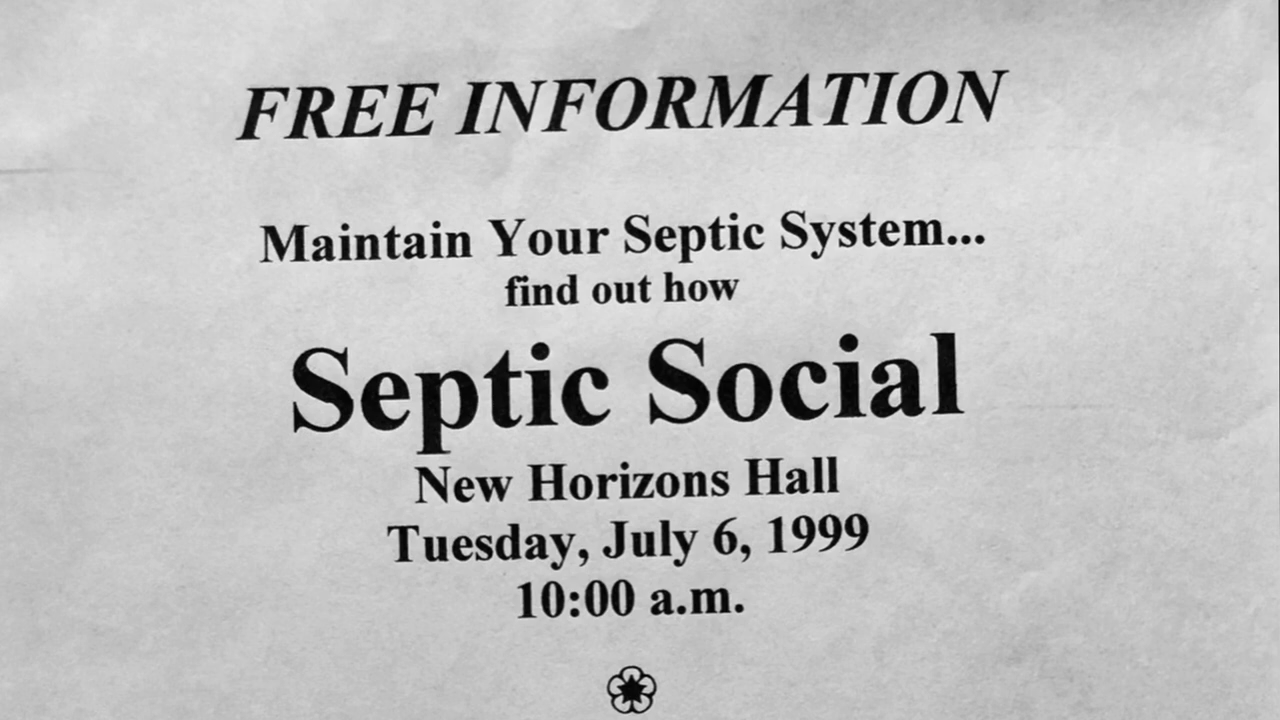 FREE INFORMATION
Maintain Your Septic System...
find out how
Septic Social
New Horizons Hall
Tuesday, July 6, 1999
10:00 a.m.